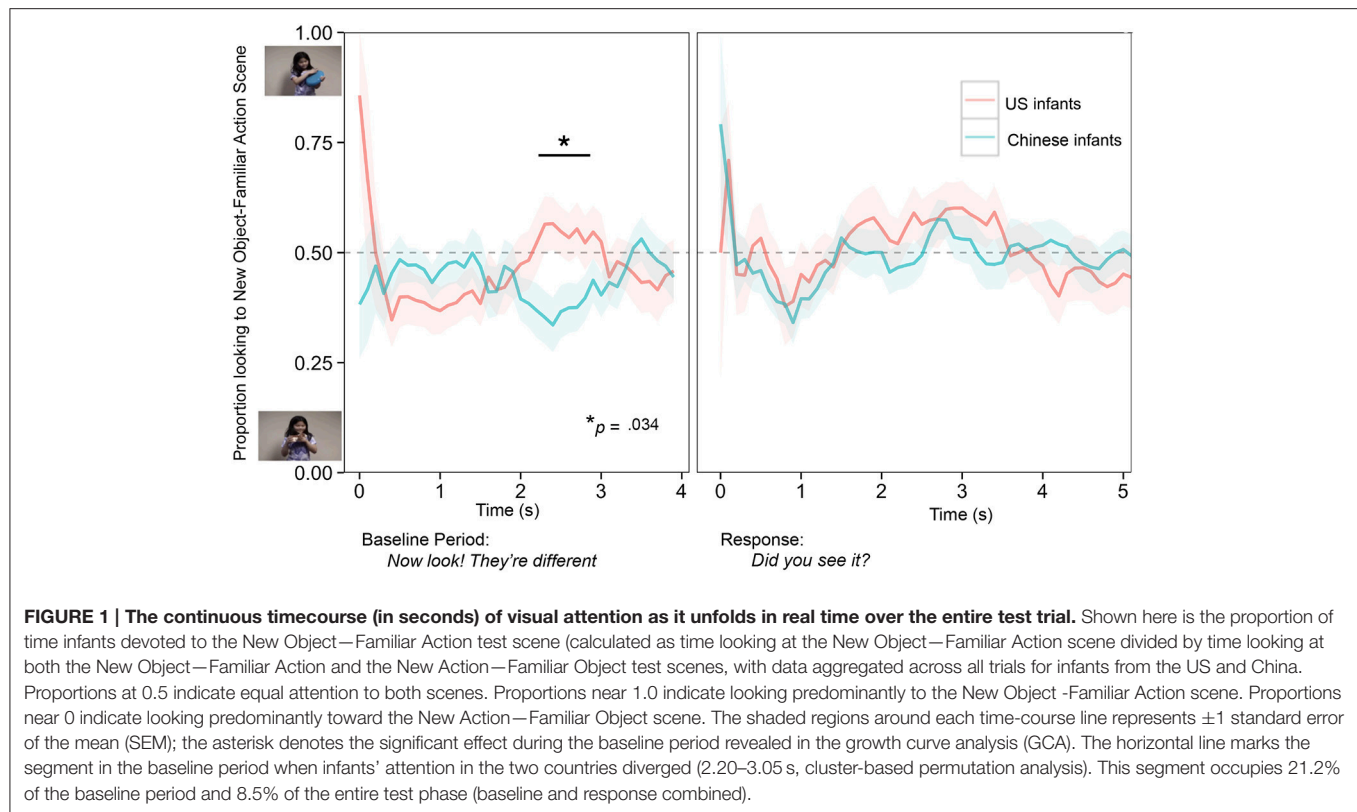 1.00
0.75
0.50
0.25
0.00
Proportion looking to New Object-Familiar Action Scene
*
*p = .034
0 1 2 3 4
Time (s)
Baseline Period:
Now look! They're different
US infants
Chinese infants
0 1 2 3 4 5
Time (s)
Response:
Did you see it?
FIGURE 1 | The continuous timecourse (in seconds) of visual attention as it unfolds in real time over the entire test trial. Shown here is the proportion of
time infants devoted to the New Object—Familiar Action test scene (calculated as time looking at the New Object—Familiar Action scene divided by time looking at
both the New Object—Familiar Action and the New Action—Familiar Object test scenes, with data aggregated across all trials for infants from the US and China.
Proportions at 0.5 indicate equal attention to both scenes. Proportions near 1.0 indicate looking predominantly to the New Object -Familiar Action scene. Proportions
near 0 indicate looking predominantly toward the New Action—Familiar Object scene. The shaded regions around each time-course line represents ±1 standard error
of the mean (SEM); the asterisk denotes the significant effect during the baseline period revealed in the growth curve analysis (GCA). The horizontal line marks the
segment in the baseline period when infants' attention in the two countries diverged (2.20–3.05 s, cluster-based permutation analysis). This segment occupies 21.2%
of the baseline period and 8.5% of the entire test phase (baseline and response combined).